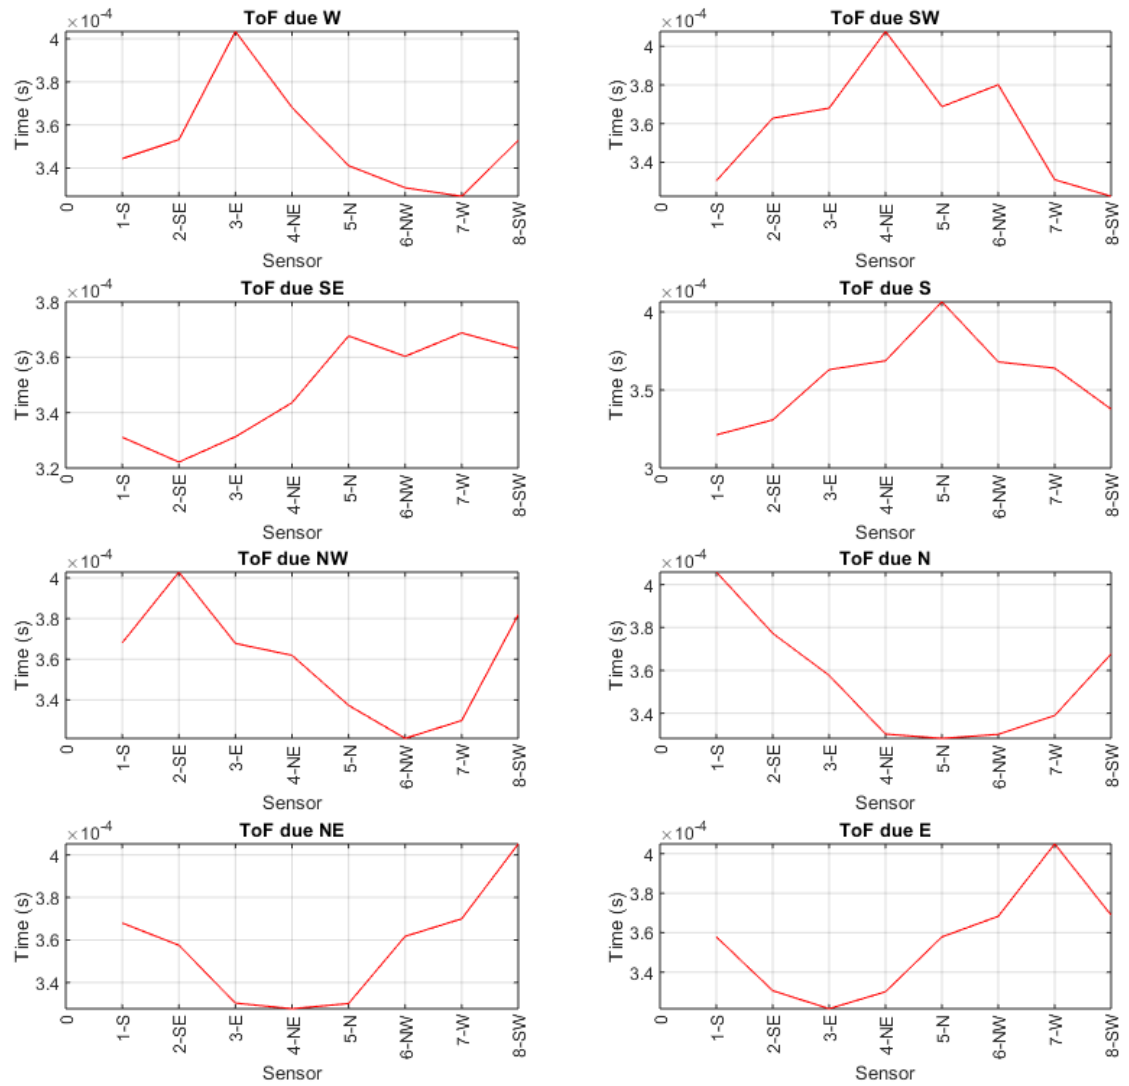 ToF due W
×10-4
Time (s)
4
3.8
3.6
3.4
0
1-S
2-SE
3-E
4-NE
5-N
6-NW
7-W
8-SW
Sensor
ToF due SW
×10-4
Time (s)
4
3.8
3.6
3.4
0
1-S
2-SE
3-E
4-NE
5-N
6-NW
7-W
8-SW
Sensor
ToF due SE
×10-4
Time (s)
3.8
3.6
3.4
3.2
0
1-S
2-SE
3-E
4-NE
5-N
6-NW
7-W
8-SW
Sensor
ToF due S
×10-4
Time (s)
4
3.5
3
0
1-S
2-SE
3-E
4-NE
5-N
6-NW
7-W
8-SW
Sensor
ToF due NW
×10-4
Time (s)
4
3.8
3.6
3.4
0
1-S
2-SE
3-E
4-NE
5-N
6-NW
7-W
8-SW
Sensor
ToF due N
×10-4
Time (s)
4
3.8
3.6
3.4
0
1-S
2-SE
3-E
4-NE
5-N
6-NW
7-W
8-SW
Sensor
ToF due NE
×10-4
Time (s)
4
3.8
3.6
3.4
0
1-S
2-SE
3-E
4-NE
5-N
6-NW
7-W
8-SW
Sensor
ToF due E
×10-4
Time (s)
4
3.8
3.6
3.4
0
1-S
2-SE
3-E
4-NE
5-N
6-NW
7-W
8-SW
Sensor